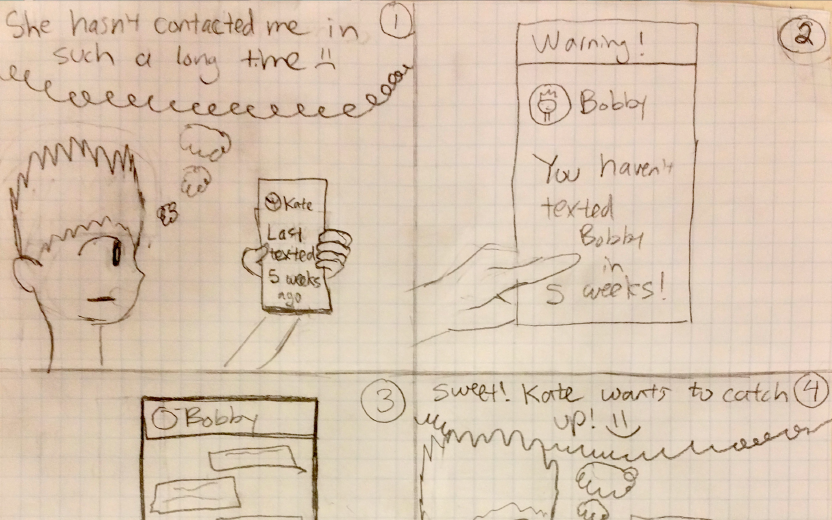 She hasn't contacted me in
such a long time
1
Kate
Last
texted
5 weeks
ago
2
Warning!
Bobby
You haven't
texted
Bobby
in
5 weeks!
3
Bobby
4
sweet! Kate wants to catch
up!